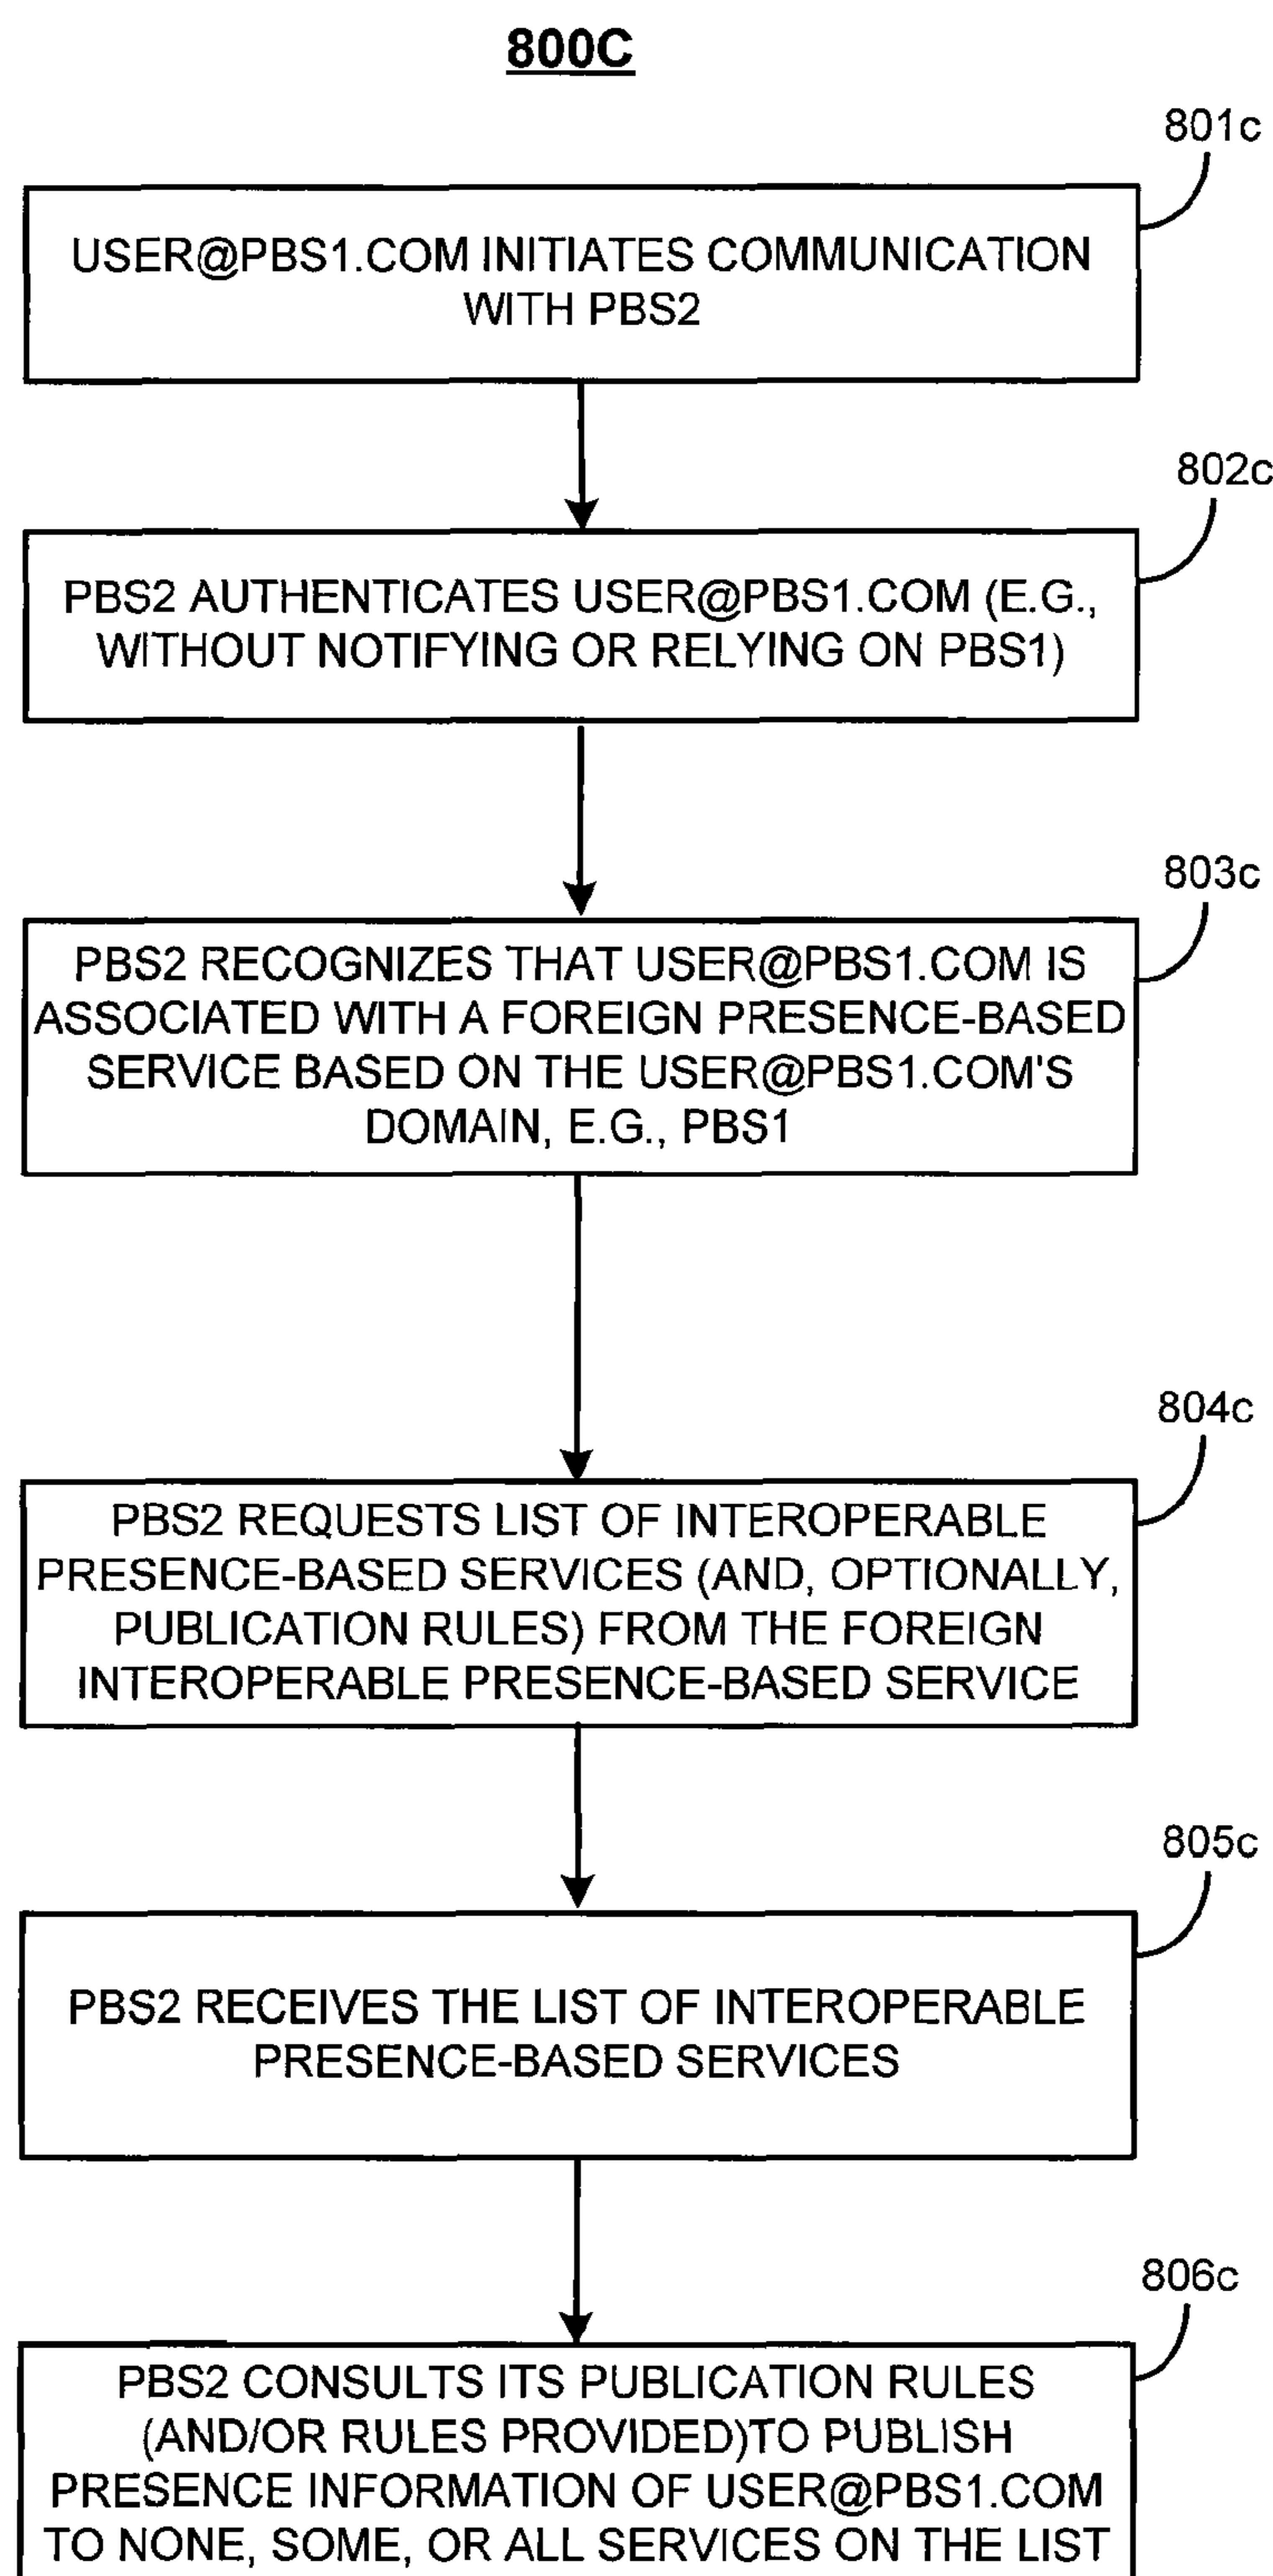 800C
801c
USER@PBS1.COM INITIATES COMMUNICATION
WITH PBS2
802c
PBS2 AUTHENTICATES USER@PBS1.COM (E.G.,
WITHOUT NOTIFYING OR RELYING ON PBS1)
803c
PBS2 RECOGNIZES THAT USER@PBS1.COM IS
ASSOCIATED WITH A FOREIGN PRESENCE-BASED
SERVICE BASED ON THE USER@PBS1.COM'S
DOMAIN, E.G., PBS1
804c
PBS2 REQUESTS LIST OF INTEROPERABLE
PRESENCE-BASED SERVICES (AND, OPTIONALLY,
PUBLICATION RULES) FROM THE FOREIGN
INTEROPERABLE PRESENCE-BASED SERVICE
805c
PBS2 RECEIVES THE LIST OF INTEROPERABLE
PRESENCE-BASED SERVICES
806c
PBS2 CONSULTS ITS PUBLICATION RULES
(AND/OR RULES PROVIDED)TO PUBLISH
PRESENCE INFORMATION OF USER@PBS1.COM
TO NONE, SOME, OR ALL SERVICES ON THE LIST